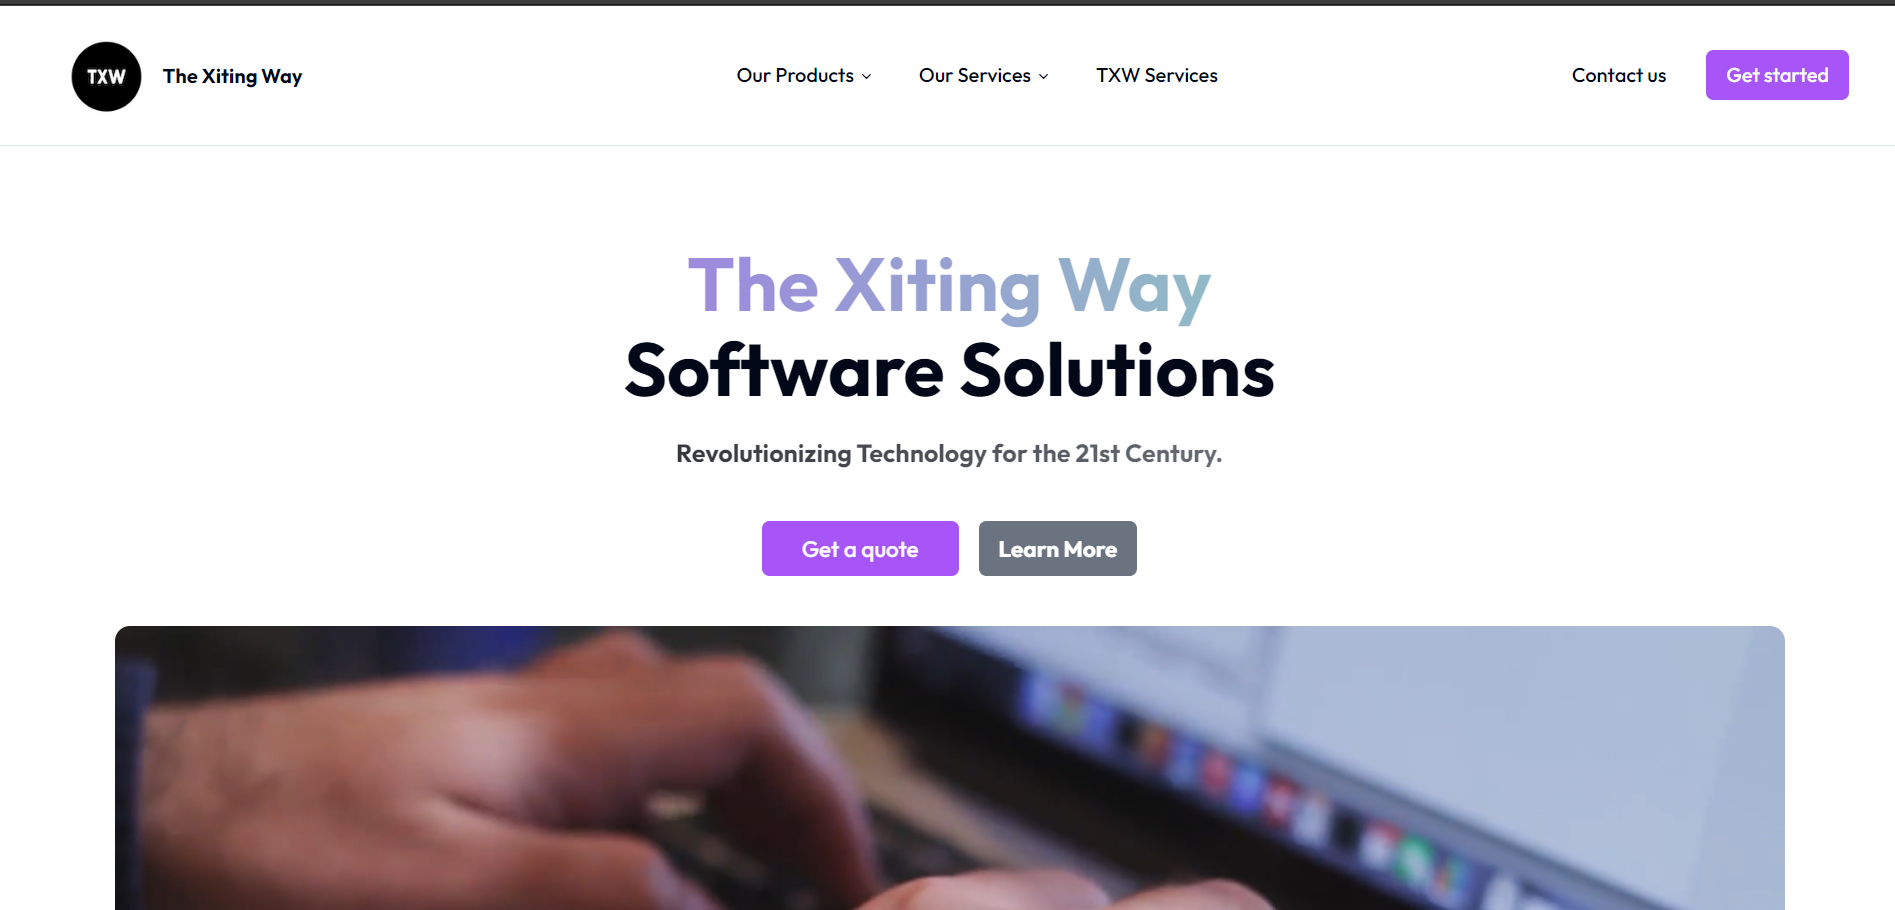 TXW
The Xiting Way
Our Products
Our Services
TXW Services
Contact us
Get started
The Xiting Way
Software Solutions
Revolutionizing Technology for the 21st Century.
Get a quote
Learn More